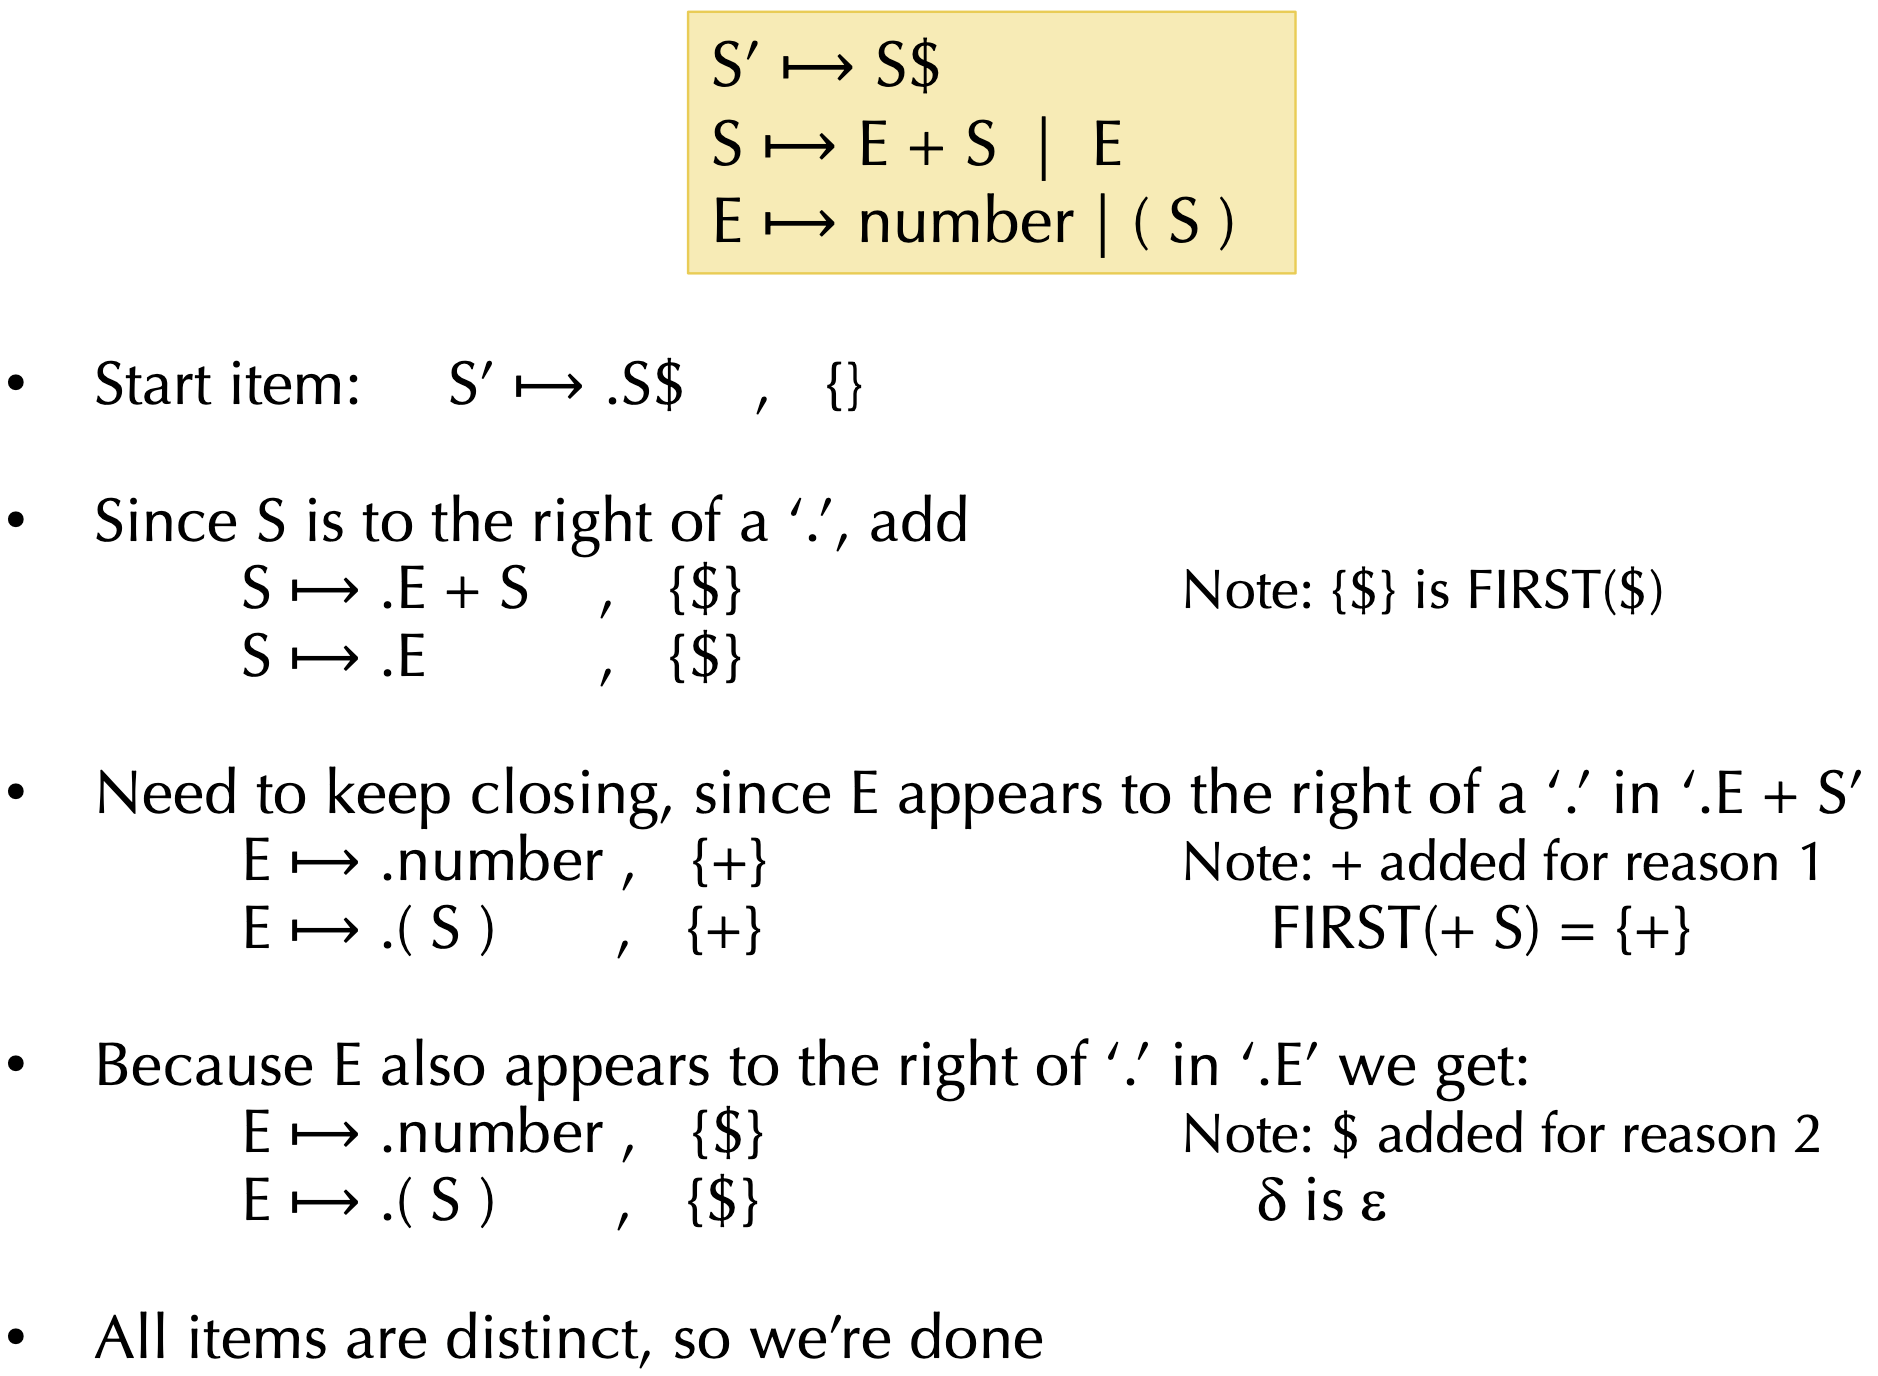 S′ ⟼ S$
S ⟼ E + S | E
E ⟼ number | ( S )
• Start item: S′ ⟼ .S$ , {}
• Since S is to the right of a ‘.’, add
S ⟼ .E + S , {$} Note: {$} is FIRST($)
S ⟼ .E , {$}
• Need to keep closing, since E appears to the right of a ‘.’ in ‘.E + S’
E ⟼ .number , {+} Note: + added for reason 1
E ⟼ .( S ) , {+} FIRST(+ S) = {+}
• Because E also appears to the right of ‘.’ in ‘.E’ we get:
E ⟼ .number , {$} Note: $ added for reason 2
E ⟼ .( S ) , {$} δ is ε
• All items are distinct, so we’re done